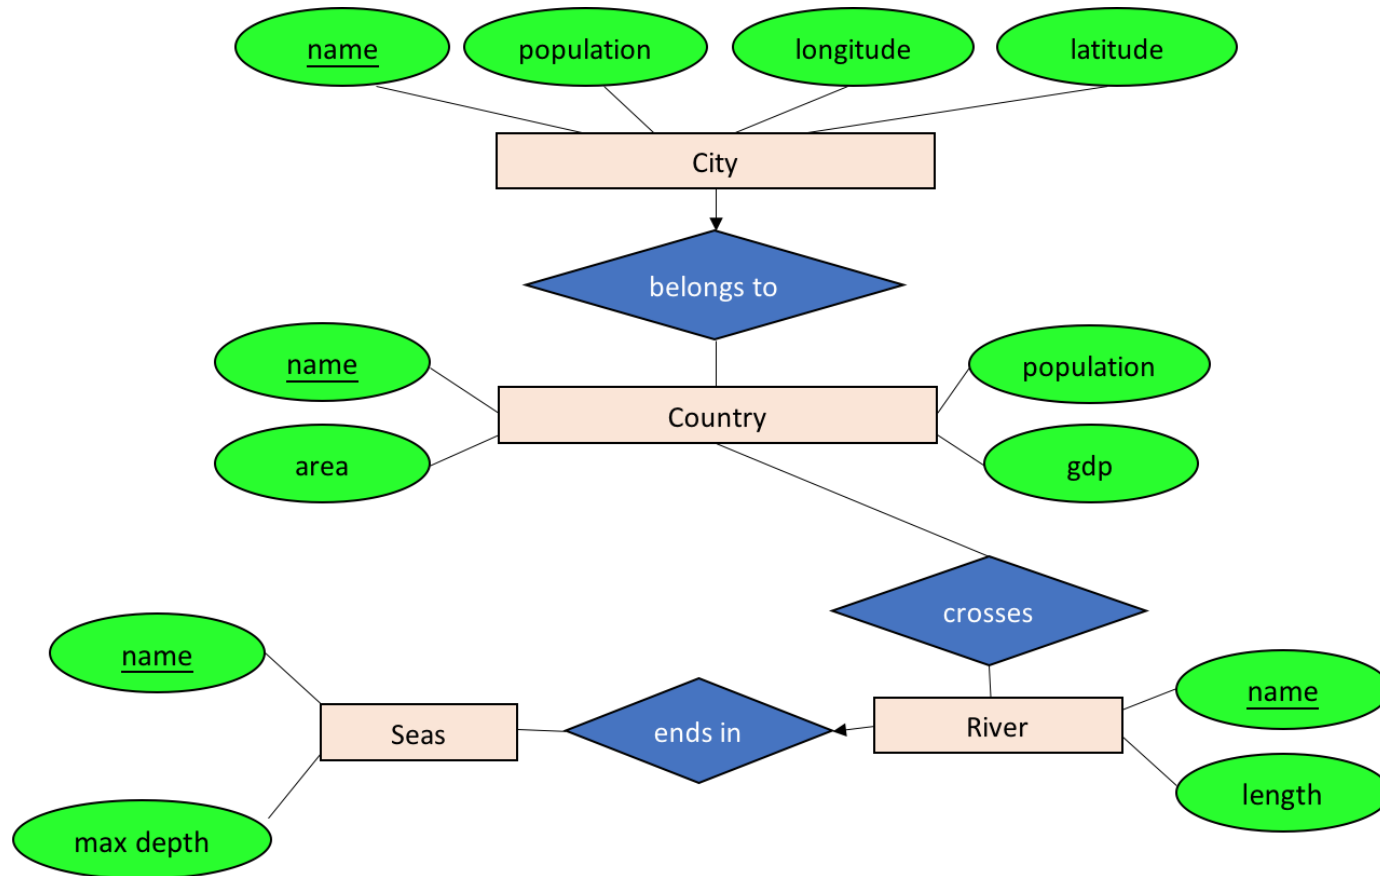 name
population
longitude
latitude
City
belongs to
name
population
Country
area
gdp
crosses
name
name
Seas
ends in
River
length
max depth